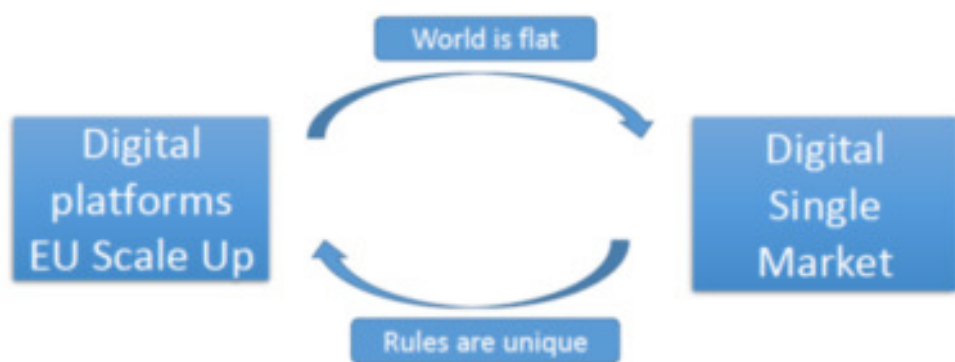 World is flat
Digital
platforms
EU Scale Up
Digital
Single
Market
Rules are unique